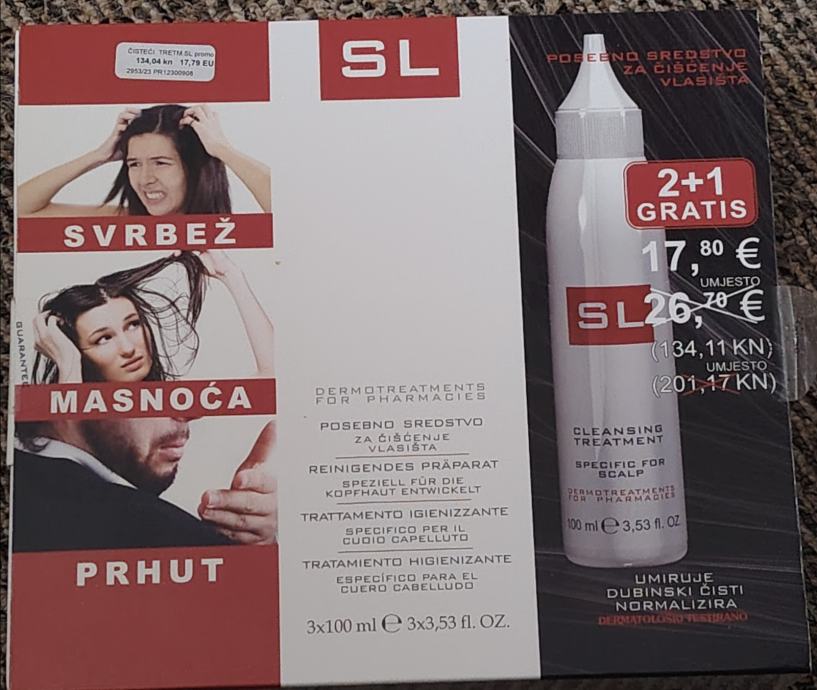 ČISTEĆI TRETM.SL promo
134,04 kn 17,79 EU
2953/23 PR12300908
SVRBEŽ
MASNOĆA
PRHUT
GUARANTE
SL
DERMOTREATMENTS
FOR PHARMACIES
POSEBNO SREDSTVO
ZA ČIŠĆENJE
VLASIŠTA
REINIGENDES PRÄPARAT
SPEZIELL FÜR DIE
KOPFHAUT ENTWICKELT
TRATTAMENTO IGIENIZZANTE
SPECIFICO PER IL
CUOIO CAPELLUTO
TRATAMIENTO HIGIENIZANTE
ESPECÍFICO PARA EL
CUERO CABELLUDO
3x100 ml e 3x3,53 fl. OZ.
POSEBNO SREDSTVO
ZA ČIŠĆENJE
VLASIŠTA
2+1
GRATIS
17,80 €
UMJESTO
26,70 €
(134,11 KN)
UMJESTO
(201,17 KN)
SL
CLEANSING
TREATMENT
SPECIFIC FOR
SCALP
DERMOTREATMENTS
FOR PHARMACIES
100 ml e 3,53 fl. OZ
UMIRUJE
DUBINSKI ČISTI
NORMALIZIRA
DERMATOLOŠKI TESTIRANO